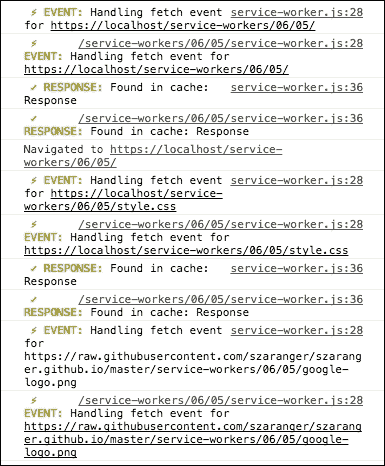 ⚡ EVENT: Handling fetch event service-worker.js:28
for https://localhost/service-workers/06/05/
⚡ /service-workers/06/05/service-worker.js:28
EVENT: Handling fetch event for
https://localhost/service-workers/06/05/
✓ RESPONSE: Found in cache: service-worker.js:36
Response
✓ /service-workers/06/05/service-worker.js:36
RESPONSE: Found in cache: Response
Navigated to https://localhost/service-
workers/06/05/
⚡ EVENT: Handling fetch event service-worker.js:28
for https://localhost/service-
workers/06/05/style.css
⚡ /service-workers/06/05/service-worker.js:28
EVENT: Handling fetch event for
https://localhost/service-workers/06/05/style.css
✓ RESPONSE: Found in cache: service-worker.js:36
Response
✓ /service-workers/06/05/service-worker.js:36
RESPONSE: Found in cache: Response
⚡ EVENT: Handling fetch event service-worker.js:28
for
https://raw.githubusercontent.com/szaranger/szarang
er.github.io/master/service-workers/06/05/google-
logo.png
⚡ /service-workers/06/05/service-worker.js:28
EVENT: Handling fetch event for
https://raw.githubusercontent.com/szaranger/szarang
er.github.io/master/service-workers/06/05/google-
logo.png